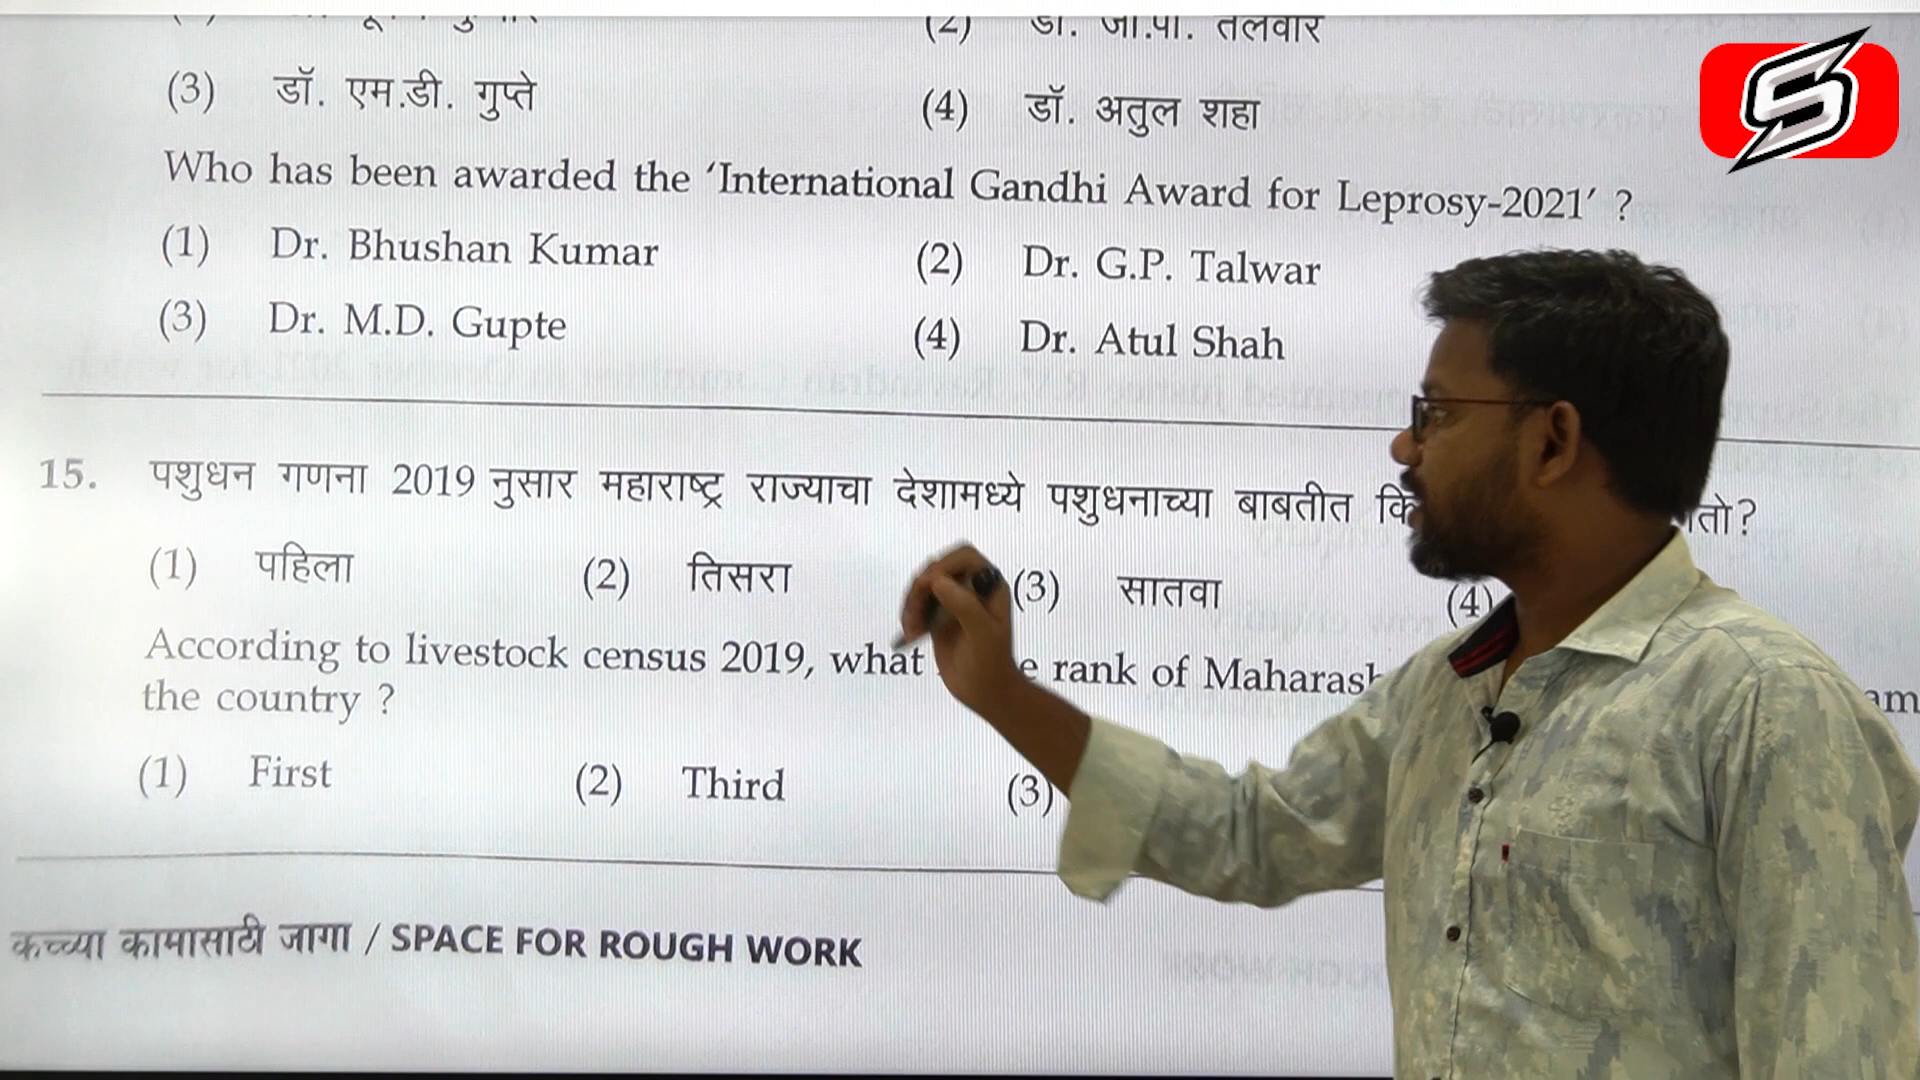 (2) डॉ. जी.पी. तलवार
(3) डॉ. एम.डी. गुप्ते (4) डॉ. अतुल शहा
Who has been awarded the ‘International Gandhi Award for Leprosy-2021’ ?
(1) Dr. Bhushan Kumar (2) Dr. G.P. Talwar
(3) Dr. M.D. Gupte (4) Dr. Atul Shah
15. पशुधन गणना 2019 नुसार महाराष्ट्र राज्याचा देशामध्ये पशुधनाच्या बाबतीत
(1) पहिला (2) तिसरा (3) सातवा (4)
According to livestock census 2019, what rank of
the country ?
(1) First (2) Third (3)
कच्च्या कामासाठी जागा / SPACE FOR ROUGH WORK